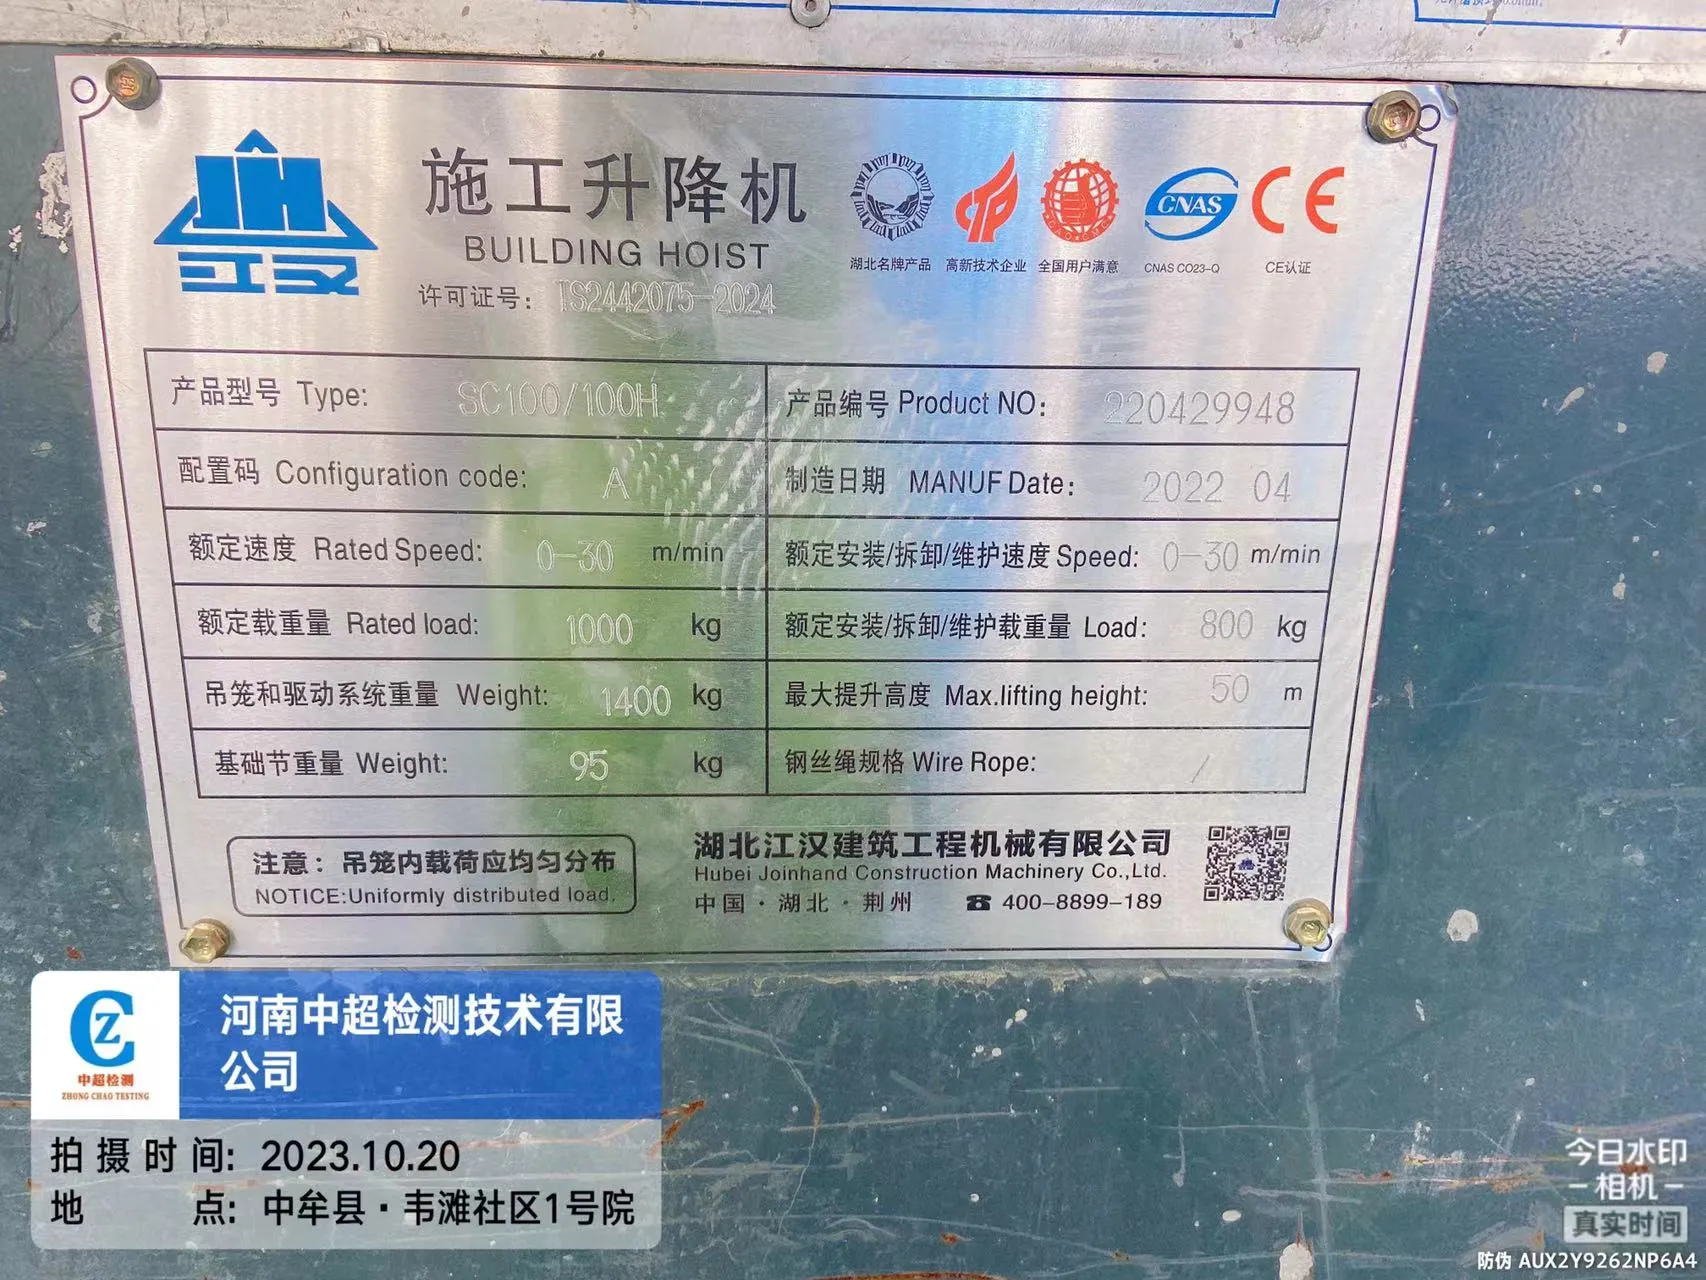 施工升降机
BUILDING HOIST
许可证号: TS2442075-2024
湖北名牌产品 高新技术企业 全国用户满意 CNAS CO23-Q CE认证
CNAS
CE
江汉
产品型号 Type: SC100/100H 产品编号 Product NO: 220429948
配置码 Configuration code: A 制造日期 MANUF Date: 2022 04
额定速度 Rated Speed: 0-30 m/min 额定安装/拆卸/维护速度 Speed: 0-30 m/min
额定载重量 Rated load: 1000 kg 额定安装/拆卸/维护载重量 Load: 800 kg
吊笼和驱动系统重量 Weight: 1400 kg 最大提升高度 Max.lifting height: 50 m
基础节重量 Weight: 95 kg 钢丝绳规格 Wire Rope: /
注意: 吊笼内载荷应均匀分布
NOTICE:Uniformly distributed load.
湖北江汉建筑工程机械有限公司
Hubei Joinhand Construction Machinery Co.,Ltd.
中国·湖北·荆州 ☎ 400-8899-189
中超检测
ZHONG CHAO TESTING
河南中超检测技术有限
公司
拍摄时间: 2023.10.20
地 点: 中牟县·韦滩社区1号院
今日水印
-相机-
真实时间
防伪 AUX2Y9262NP6A4